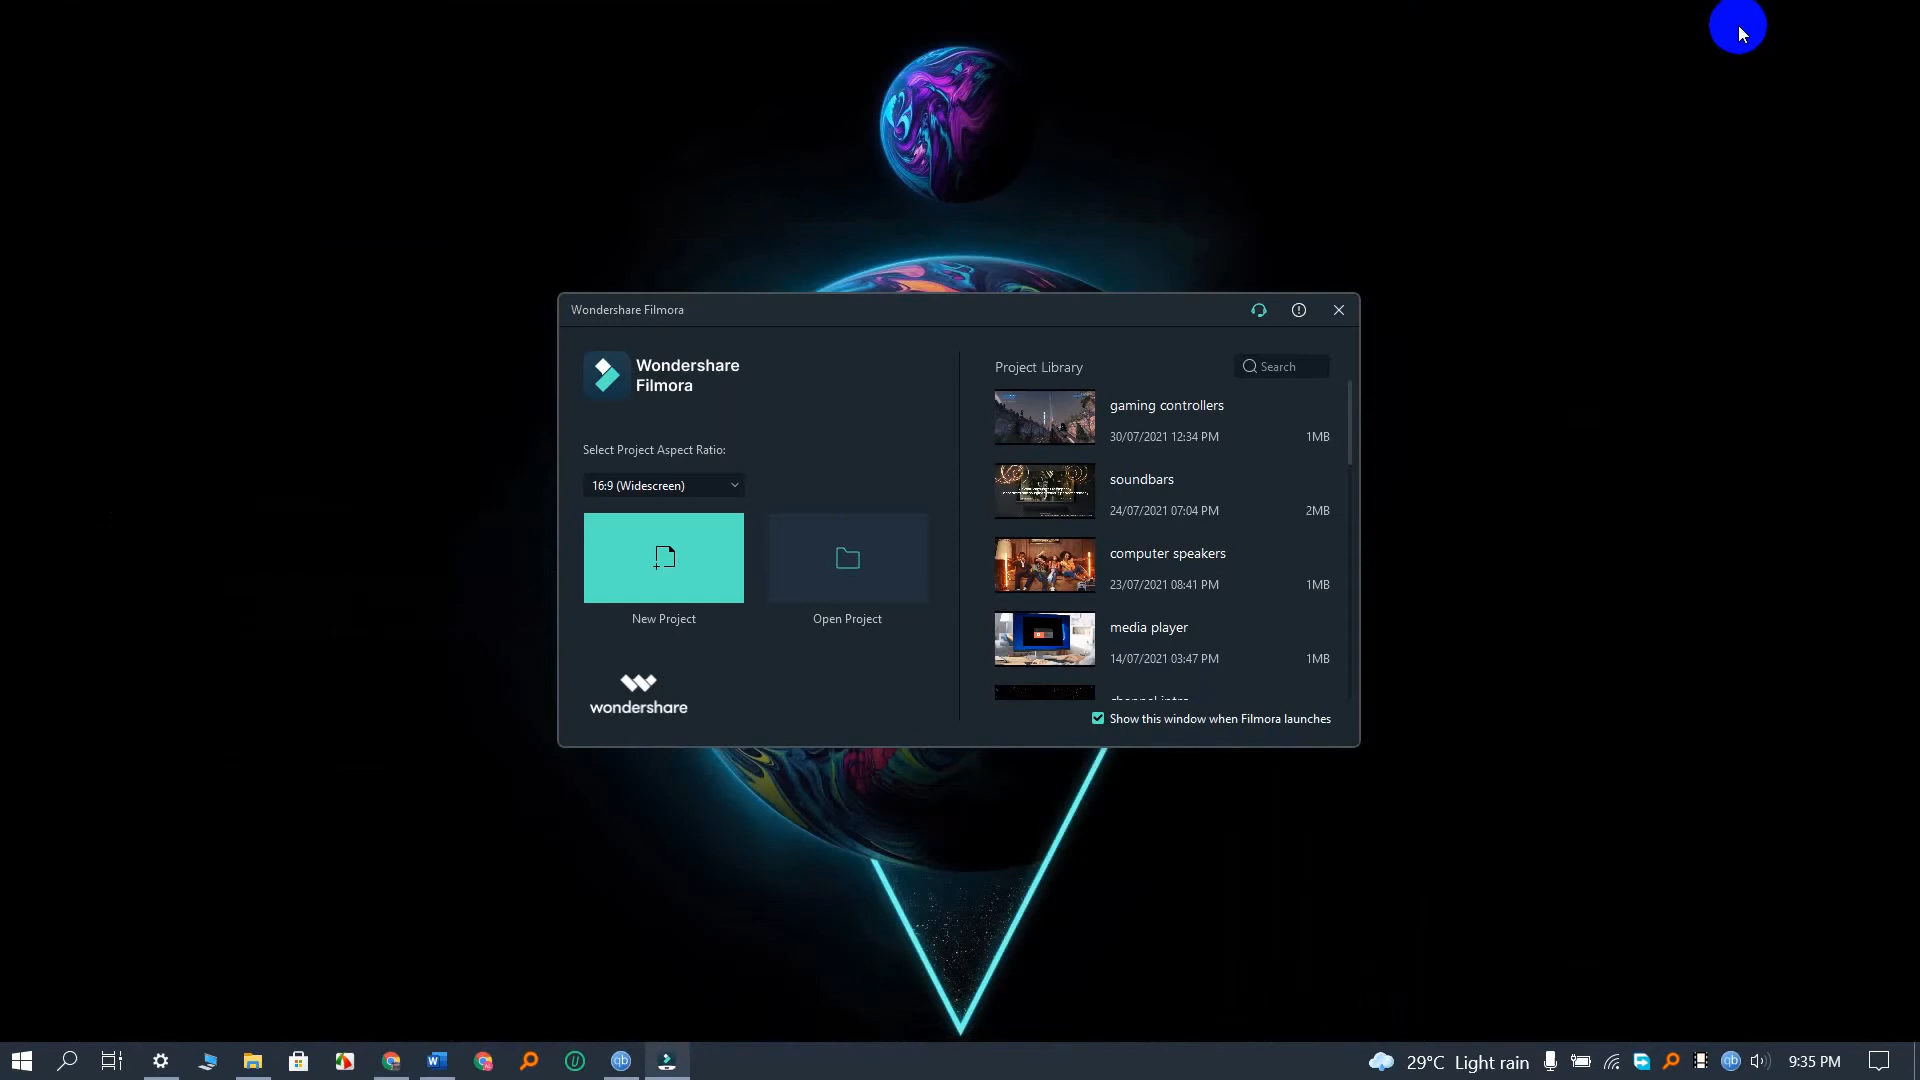 Wondershare Filmora
Wondershare
Filmora
Select Project Aspect Ratio:
16:9 (Widescreen)
New Project
Open Project
wondershare
Project Library
Search
gaming controllers
30/07/2021 12:34 PM
1MB
soundbars
24/07/2021 07:04 PM
2MB
computer speakers
23/07/2021 08:41 PM
1MB
media player
14/07/2021 03:47 PM
1MB
channel intro
Show this window when Filmora launches
29°C Light rain
9:35 PM